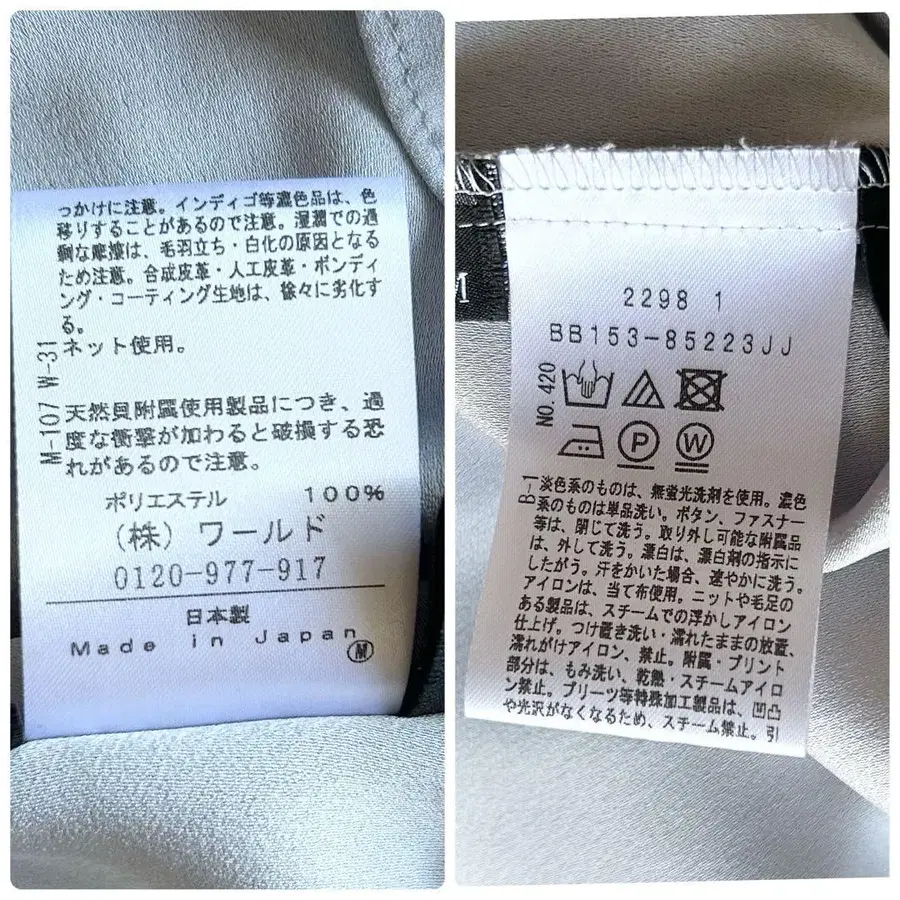 っかけに注意。インディゴ等濃色品は、色
移りすることがあるので注意。湿潤での過
剰な摩擦は、毛羽立ち・白化の原因となる
ため注意。合成皮革・人工皮革・ボンディ
ング・コーティング生地は、徐々に劣化す
る。
ネット使用。
M-107 W-31
天然貝附属使用製品につき、過
度な衝撃が加わると破損する恐
れがあるので注意。
ポリエステル 100%
(株)ワールド
0120-977-917
日本製
Made in Japan
M
M
2298 1
BB153-85223JJ
NO. 420
P
W
B-1
淡色系のものは、無蛍光洗剤を使用。濃色
系のものは単品洗い。ボタン、ファスナー
等は、閉じて洗う。取り外し可能な附属品
は、外して洗う。漂白は、漂白剤の指示に
したがう。汗をかいた場合、速やかに洗う。
アイロンは、当て布使用。ニットや毛足の
ある製品は、スチームでの浮かしアイロン
仕上げ。つけ置き洗い・濡れたままの放置、
濡れがけアイロン、禁止。附属・プリント
部分は、もみ洗い、乾熱・スチームアイロ
ン禁止。プリーツ等特殊加工製品は、凹凸
や光沢がなくなるため、スチーム禁止。引